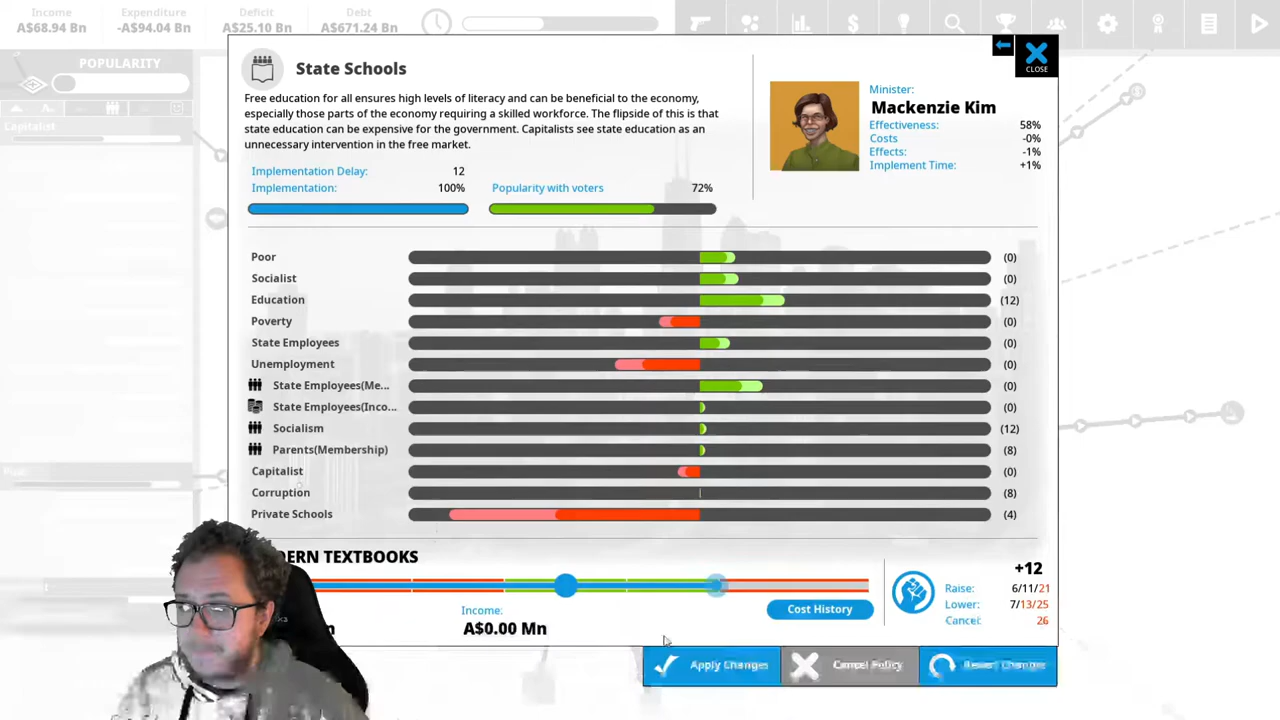 Income
Expenditure
Deficit
Debt
A$68.94 Bn
-A$94.04 Bn
A$25.10 Bn
A$671.24 Bn
POPULARITY
Capitalist
State Schools
Free education for all ensures high levels of literacy and can be beneficial to the economy,
especially those parts of the economy requiring a skilled workforce. The flipside of this is that
state education can be expensive for the government. Capitalists see state education as an
unnecessary intervention in the free market.
Implementation Delay: 12
Implementation: 100%
Popularity with voters 72%
CLOSE
Minister:
Mackenzie Kim
Effectiveness: 58%
Costs -0%
Effects: -1%
Implement Time: +1%
Poor (0)
Socialist (0)
Education (12)
Poverty (0)
State Employees (0)
Unemployment (0)
State Employees(Me... (0)
State Employees(Inco... (0)
Socialism (12)
Parents(Membership) (8)
Capitalist (0)
Corruption (8)
Private Schools (4)
DERN TEXTBOOKS
Income:
A$0.00 Mn
Cost History
+12
Raise: 6/11/21
Lower: 7/13/25
Cancel: 26
Apply Changes
Cancel Policy
Reset Changes